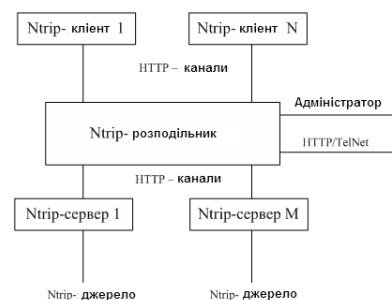 Ntrip- клієнт 1 Ntrip- клієнт N
HTTP – канали
Адміністратор
Ntrip- розподільник
HTTP/TelNet
HTTP – канали
Ntrip-сервер 1 Ntrip-сервер M
Ntrip- джерело Ntrip- джерело